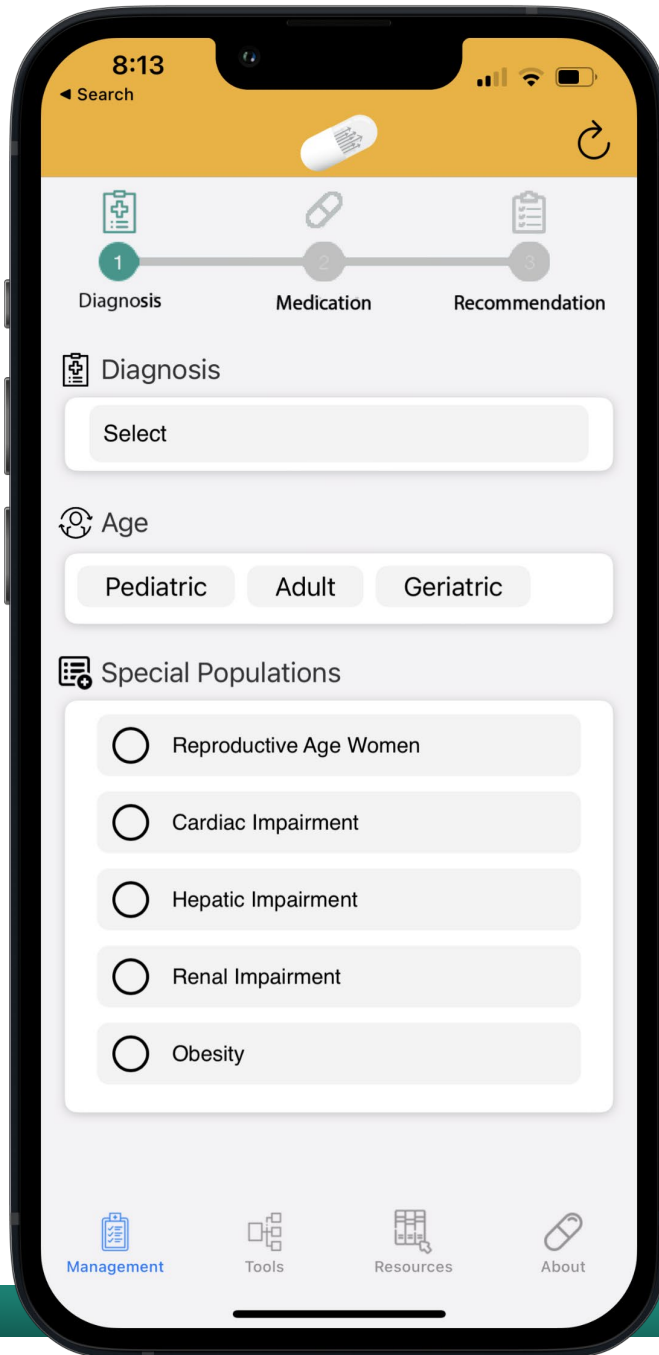 8:13
◀ Search
1 2 3
Diagnosis Medication Recommendation
Diagnosis
Select
Age
Pediatric Adult Geriatric
Special Populations
Reproductive Age Women
Cardiac Impairment
Hepatic Impairment
Renal Impairment
Obesity
Management Tools Resources About